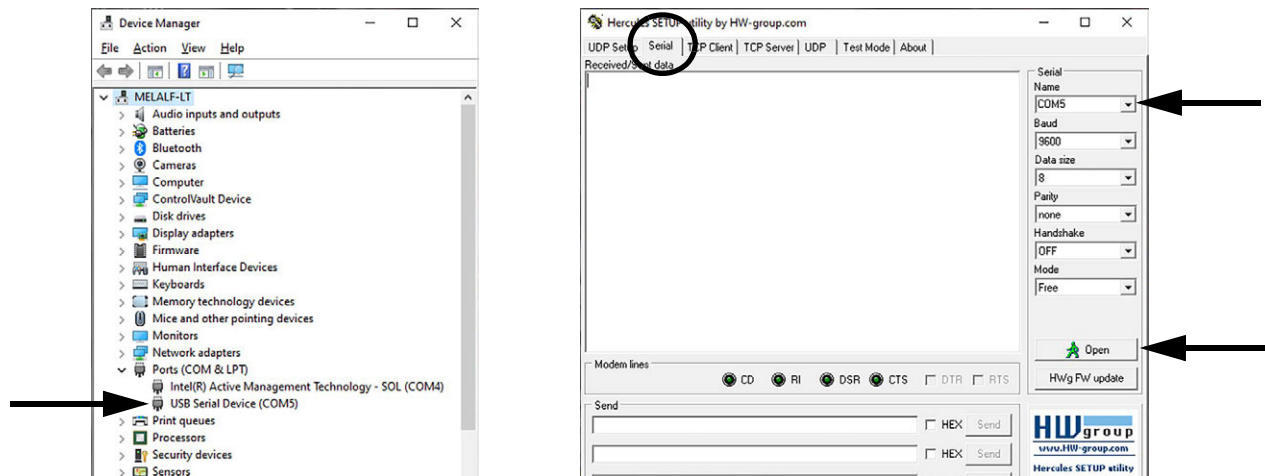 Device Manager
File Action View Help
MELALF-LT
Audio inputs and outputs
Batteries
Bluetooth
Cameras
Computer
ControlVault Device
Disk drives
Display adapters
Firmware
Human Interface Devices
Keyboards
Memory technology devices
Mice and other pointing devices
Monitors
Network adapters
Ports (COM & LPT)
Intel(R) Active Management Technology - SOL (COM4)
USB Serial Device (COM5)
Print queues
Processors
Security devices
Sensors
Hercules SETUP utility by HW-group.com
UDP Setup Serial TCP Client TCP Server UDP Test Mode About
Received/Sent data
Serial
Name
COM5
Baud
9600
Data size
8
Parity
none
Handshake
OFF
Mode
Free
Open
HWg FW update
Modem lines
CD RI DSR CTS DTR RTS
Send
HEX Send
HEX Send
HW group
www.HW-group.com
Hercules SETUP utility